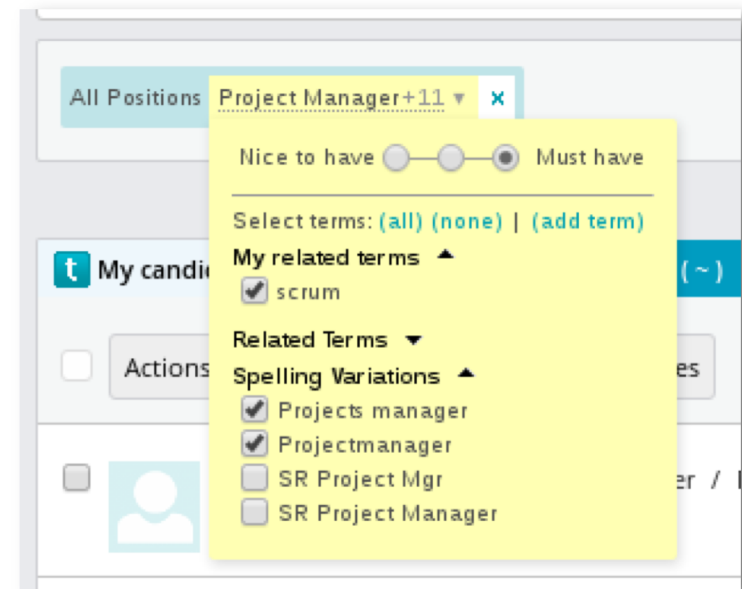 All Positions Project Manager+11 ▼ ×
Nice to have Must have
Select terms: (all) (none) | (add term)
My related terms ▲
t My candi (~)
scrum
Related Terms ▼
Actions es
Spelling Variations ▲
Projects manager
Projectmanager
SR Project Mgr
er /
SR Project Manager